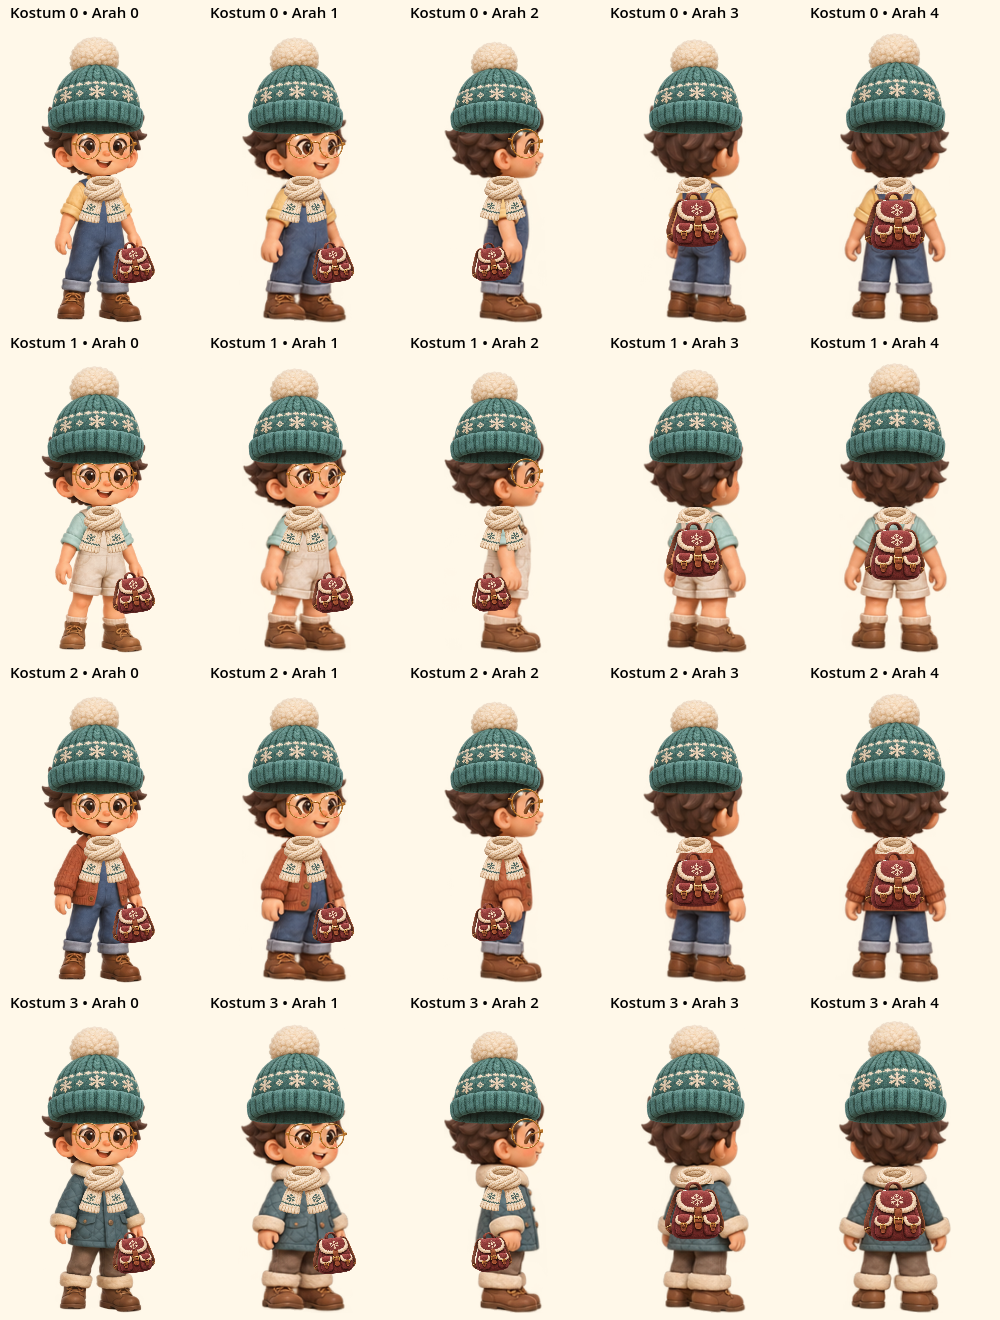 Kostum 0 • Arah 0
Kostum 0 • Arah 1
Kostum 0 • Arah 2
Kostum 0 • Arah 3
Kostum 0 • Arah 4
Kostum 1 • Arah 0
Kostum 1 • Arah 1
Kostum 1 • Arah 2
Kostum 1 • Arah 3
Kostum 1 • Arah 4
Kostum 2 • Arah 0
Kostum 2 • Arah 1
Kostum 2 • Arah 2
Kostum 2 • Arah 3
Kostum 2 • Arah 4
Kostum 3 • Arah 0
Kostum 3 • Arah 1
Kostum 3 • Arah 2
Kostum 3 • Arah 3
Kostum 3 • Arah 4